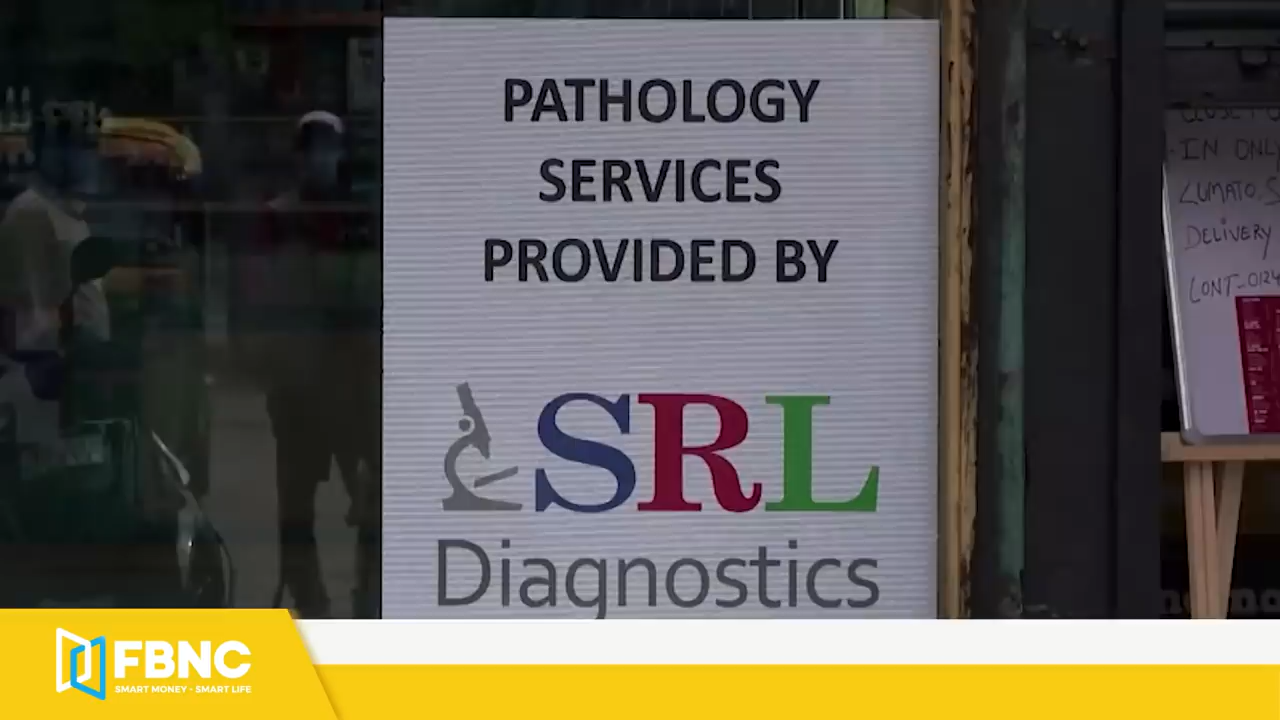 PATHOLOGY
SERVICES
PROVIDED BY
SRL
Diagnostics
IN ONLY
DELIVERY
FBNC
SMART MONEY - SMART LIFE